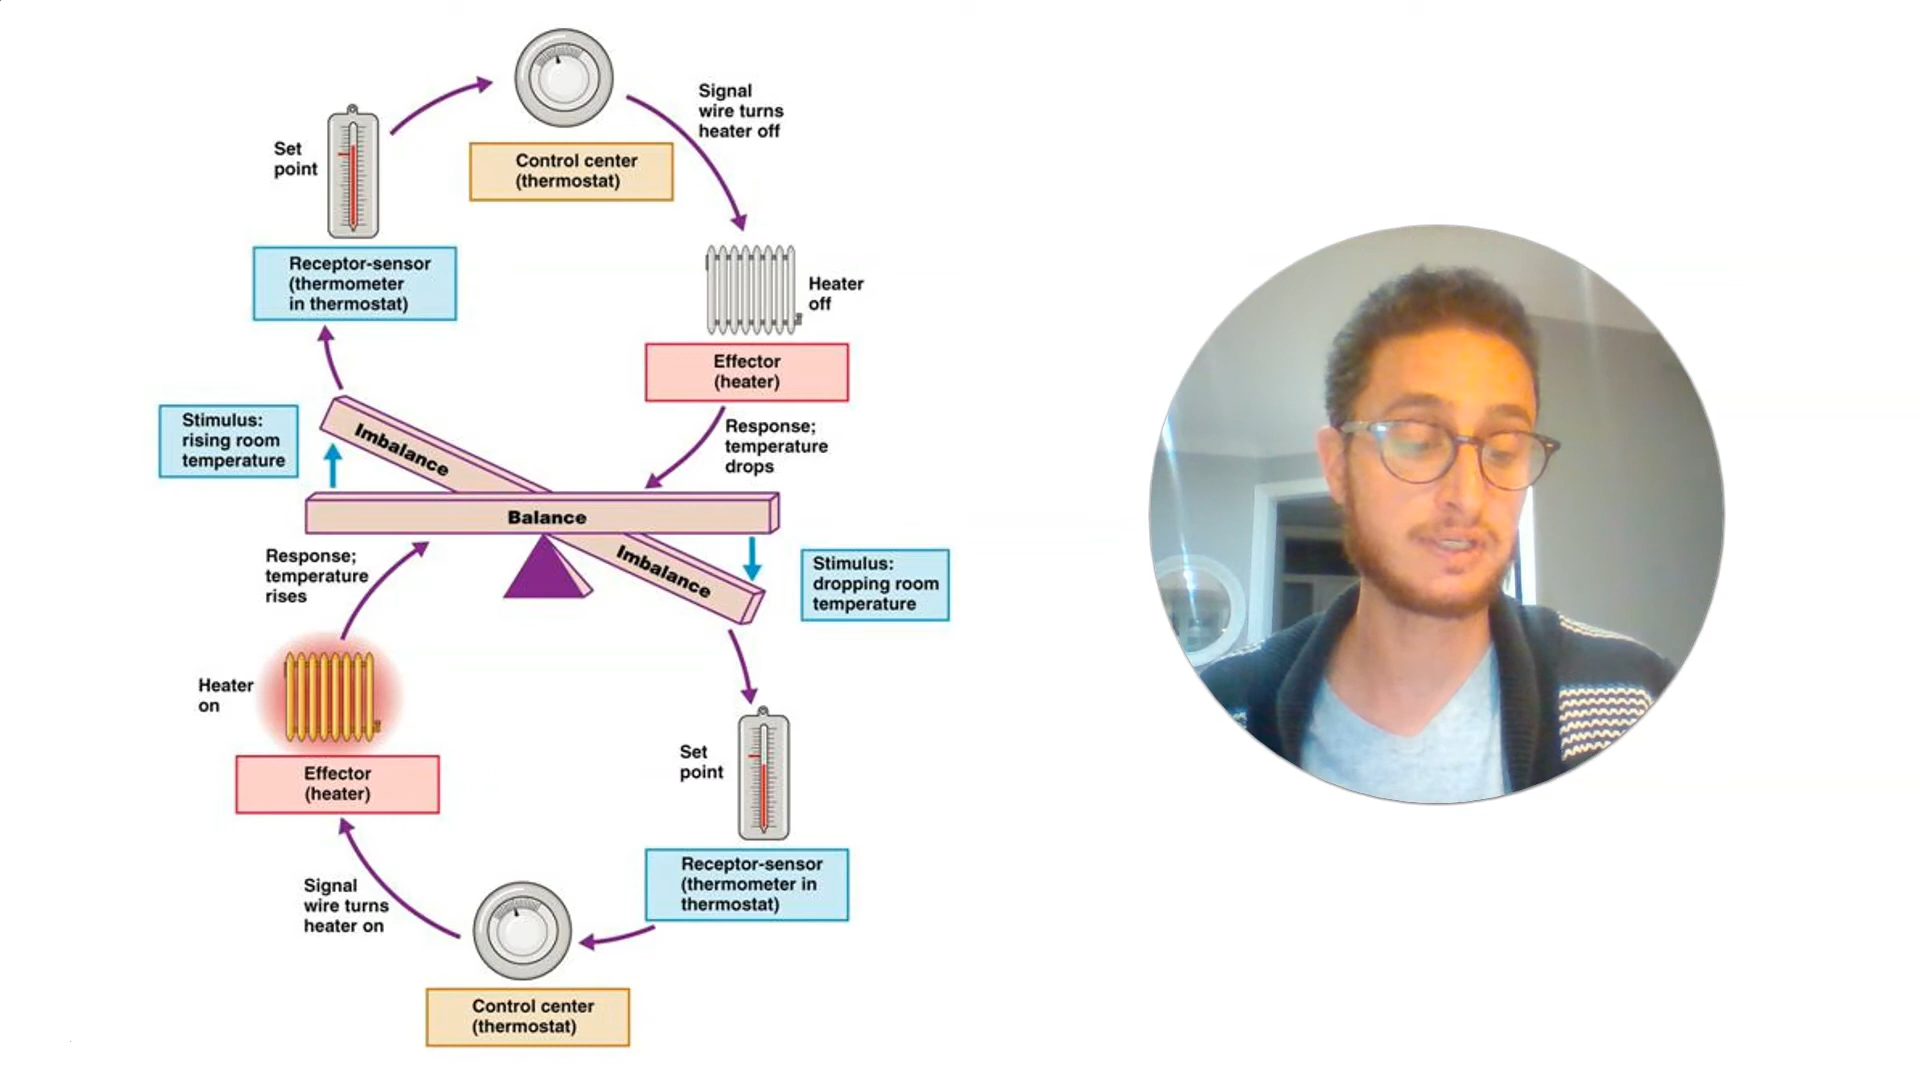 Signal
wire turns
heater off
Set
point
Control center
(thermostat)
Receptor-sensor
(thermometer
in thermostat)
Heater
off
Effector
(heater)
Stimulus:
rising room
temperature
Imbalance
Response;
temperature
drops
Balance
Response;
temperature
rises
Imbalance
Stimulus:
dropping room
temperature
Heater
on
Set
point
Effector
(heater)
Receptor-sensor
(thermometer in
thermostat)
Signal
wire turns
heater on
Control center
(thermostat)